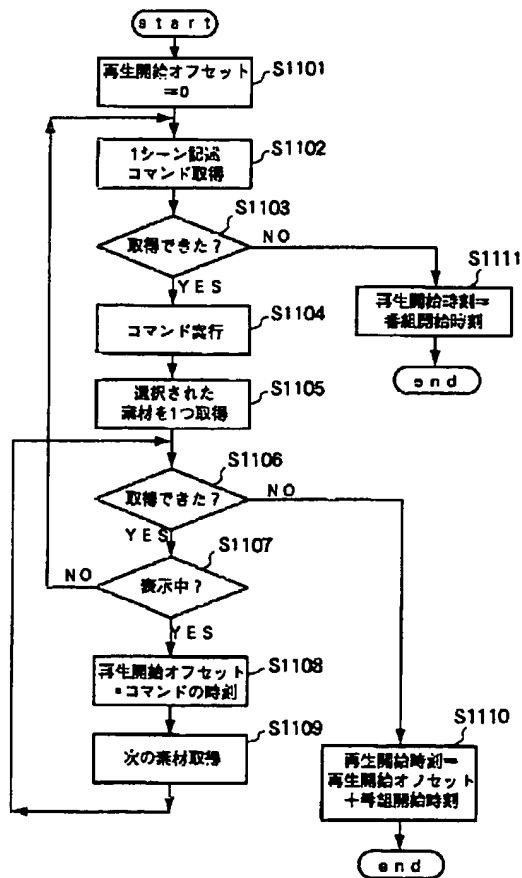 start
再生開始オフセット
=0
S1101
1シーン記述
コマンド取得
S1102
取得できた?
S1103
NO
YES
コマンド実行
S1104
選択された
素材を1つ取得
S1105
取得できた?
S1106
NO
YES
表示中?
S1107
NO
YES
再生開始オフセット
=コマンドの時刻
S1108
次の素材取得
S1109
再生開始時刻=
再生開始オフセット
+番組開始時刻
S1110
end
再生開始時刻=
番組開始時刻
S1111
end